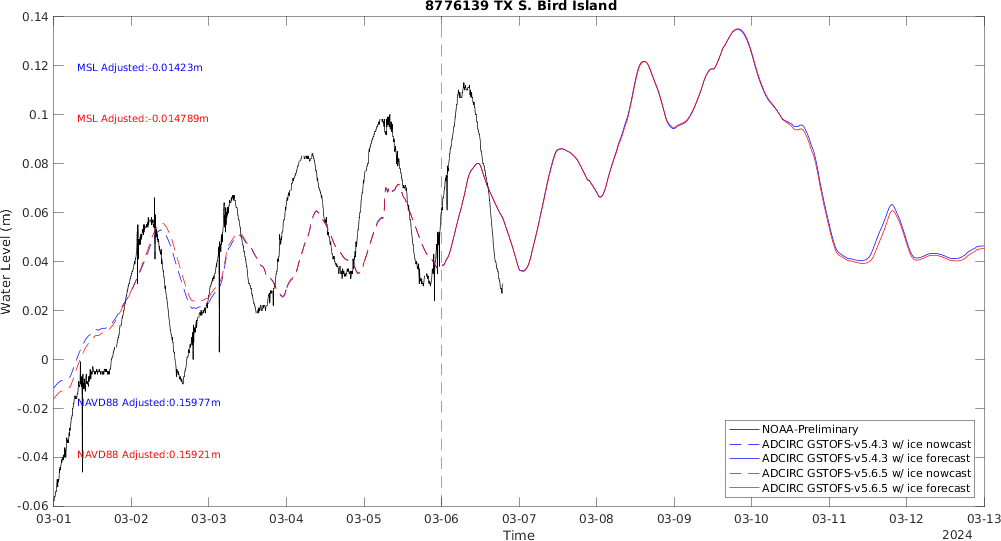 8776139 TX S. Bird Island
0.14
0.12
0.1
0.08
0.06
0.04
0.02
0
-0.02
-0.04
-0.06
Water Level (m)
MSL Adjusted:-0.01423m
MSL Adjusted:-0.014789m
NAVD88 Adjusted:0.15977m
NAVD88 Adjusted:0.15921m
NOAA-Preliminary
ADCIRC GSTOFS-v5.4.3 w/ ice nowcast
ADCIRC GSTOFS-v5.4.3 w/ ice forecast
ADCIRC GSTOFS-v5.6.5 w/ ice nowcast
ADCIRC GSTOFS-v5.6.5 w/ ice forecast
03-01 03-02 03-03 03-04 03-05 03-06 03-07 03-08 03-09 03-10 03-11 03-12 03-13
Time
2024